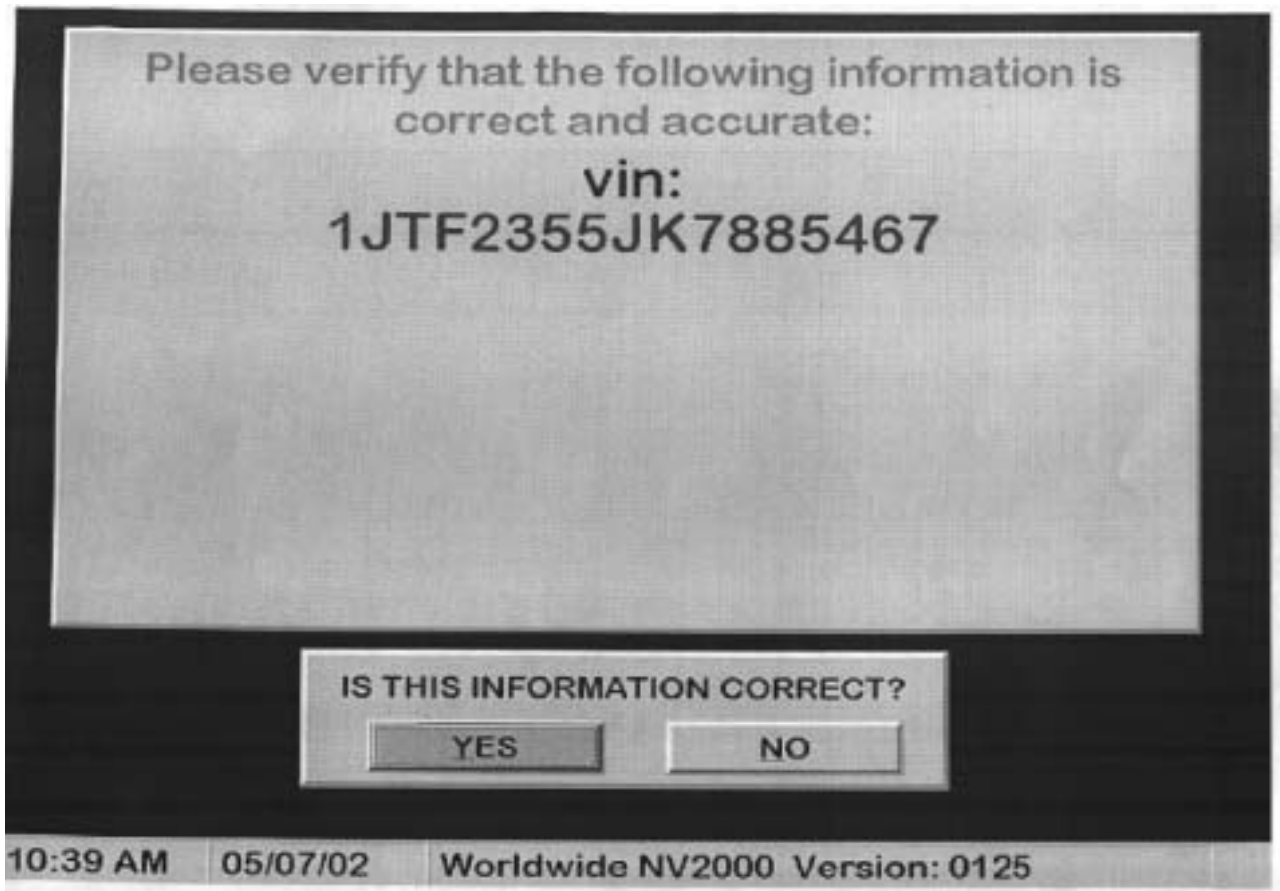 Please verify that the following information is
correct and accurate:
vin:
1JTF2355JK7885467
IS THIS INFORMATION CORRECT?
YES NO
10:39 AM 05/07/02 Worldwide NV2000 Version: 0125